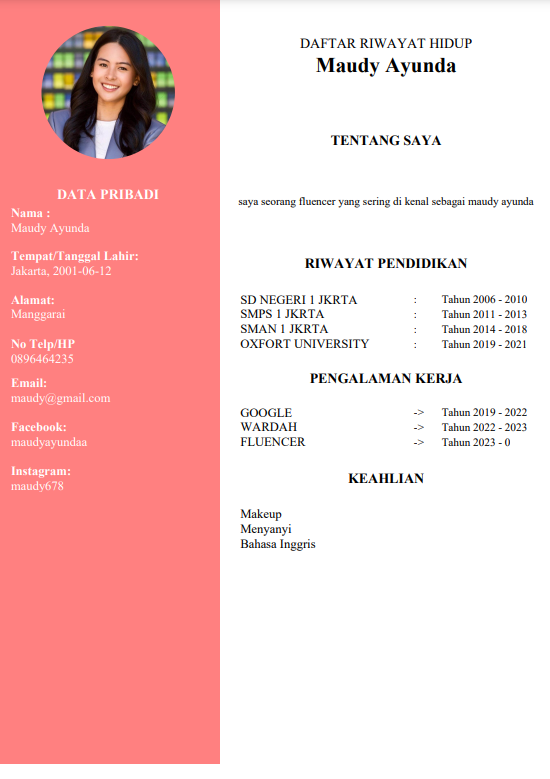 DATA PRIBADI
Nama :
Maudy Ayunda
Tempat/Tanggal Lahir:
Jakarta, 2001-06-12
Alamat:
Manggarai
No Telp/HP
0896464235
Email:
maudy@gmail.com
Facebook:
maudyayundaa
Instagram:
maudy678
DAFTAR RIWAYAT HIDUP
Maudy Ayunda
TENTANG SAYA
saya seorang fluencer yang sering di kenal sebagai maudy ayunda
RIWAYAT PENDIDIKAN
SD NEGERI 1 JKRTA : Tahun 2006 - 2010
SMPS 1 JKRTA : Tahun 2011 - 2013
SMAN 1 JKRTA : Tahun 2014 - 2018
OXFORT UNIVERSITY : Tahun 2019 - 2021
PENGALAMAN KERJA
GOOGLE -> Tahun 2019 - 2022
WARDAH -> Tahun 2022 - 2023
FLUENCER -> Tahun 2023 - 0
KEAHLIAN
Makeup
Menyanyi
Bahasa Inggris